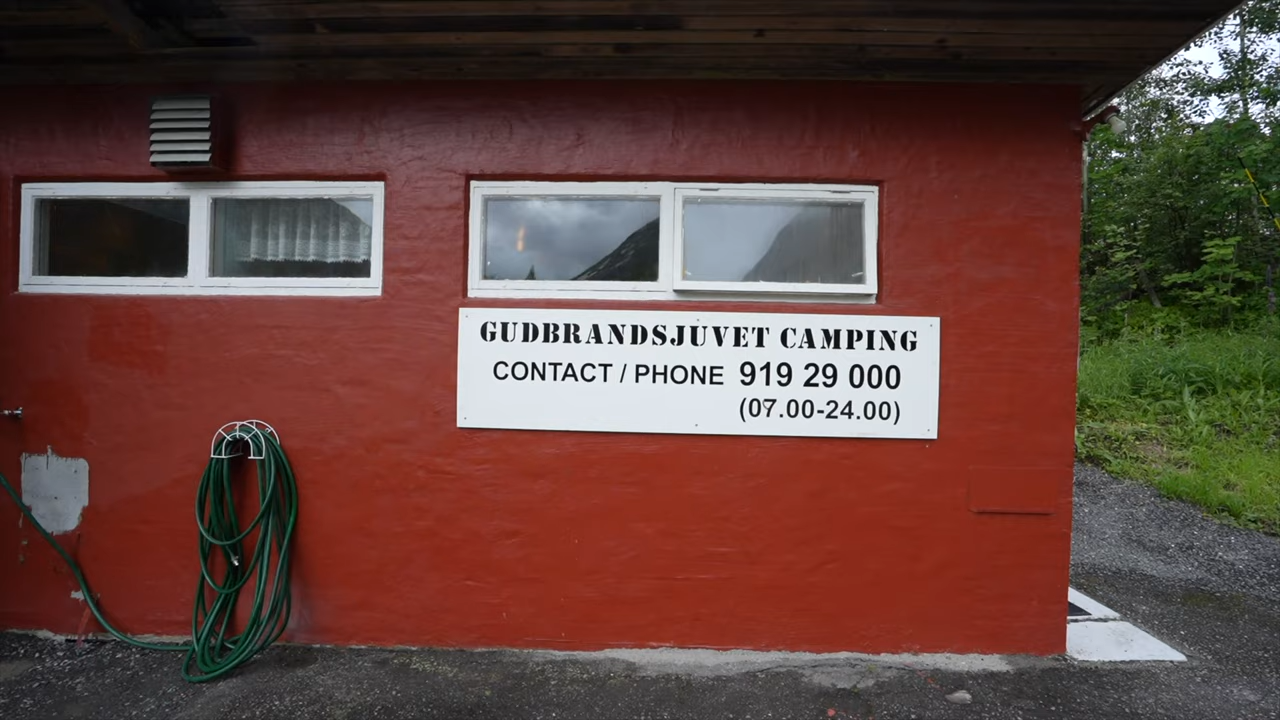 GUDBRANDSJUVET CAMPING
CONTACT / PHONE 919 29 000
(07.00-24.00)